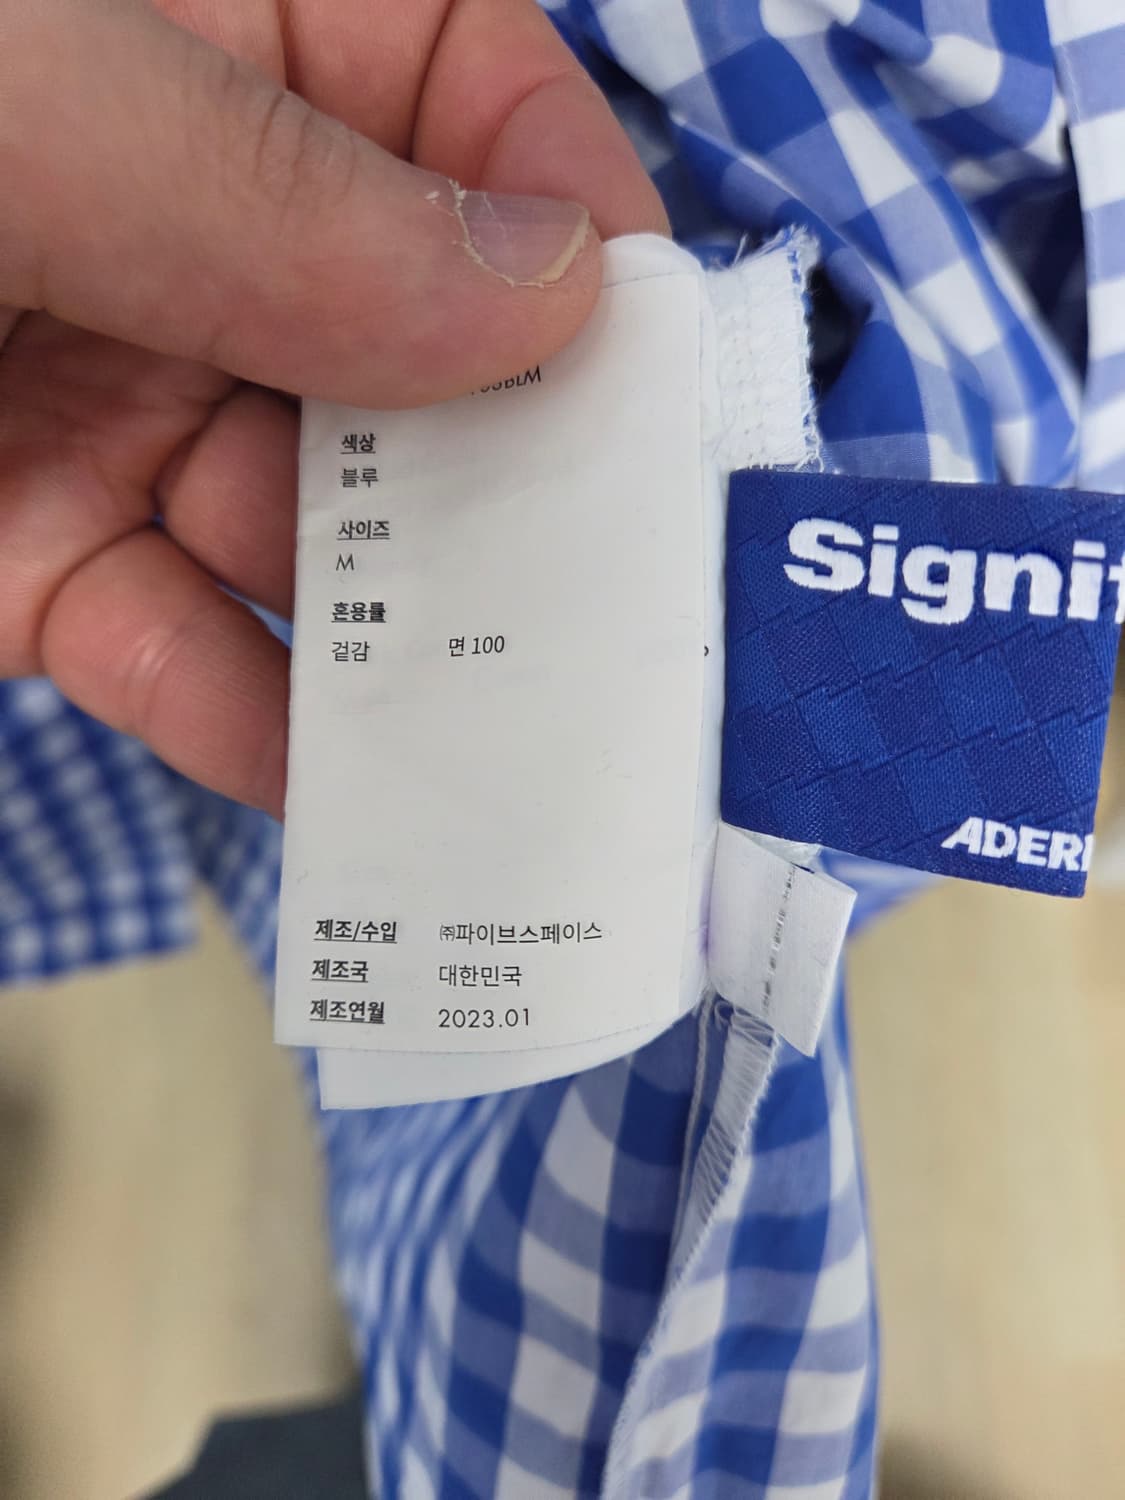 색상
블루
사이즈
M
혼용률
겉감 면 100
제조/수입 ㈜파이브스페이스
제조국 대한민국
제조연월 2023.01
Signif
ADER